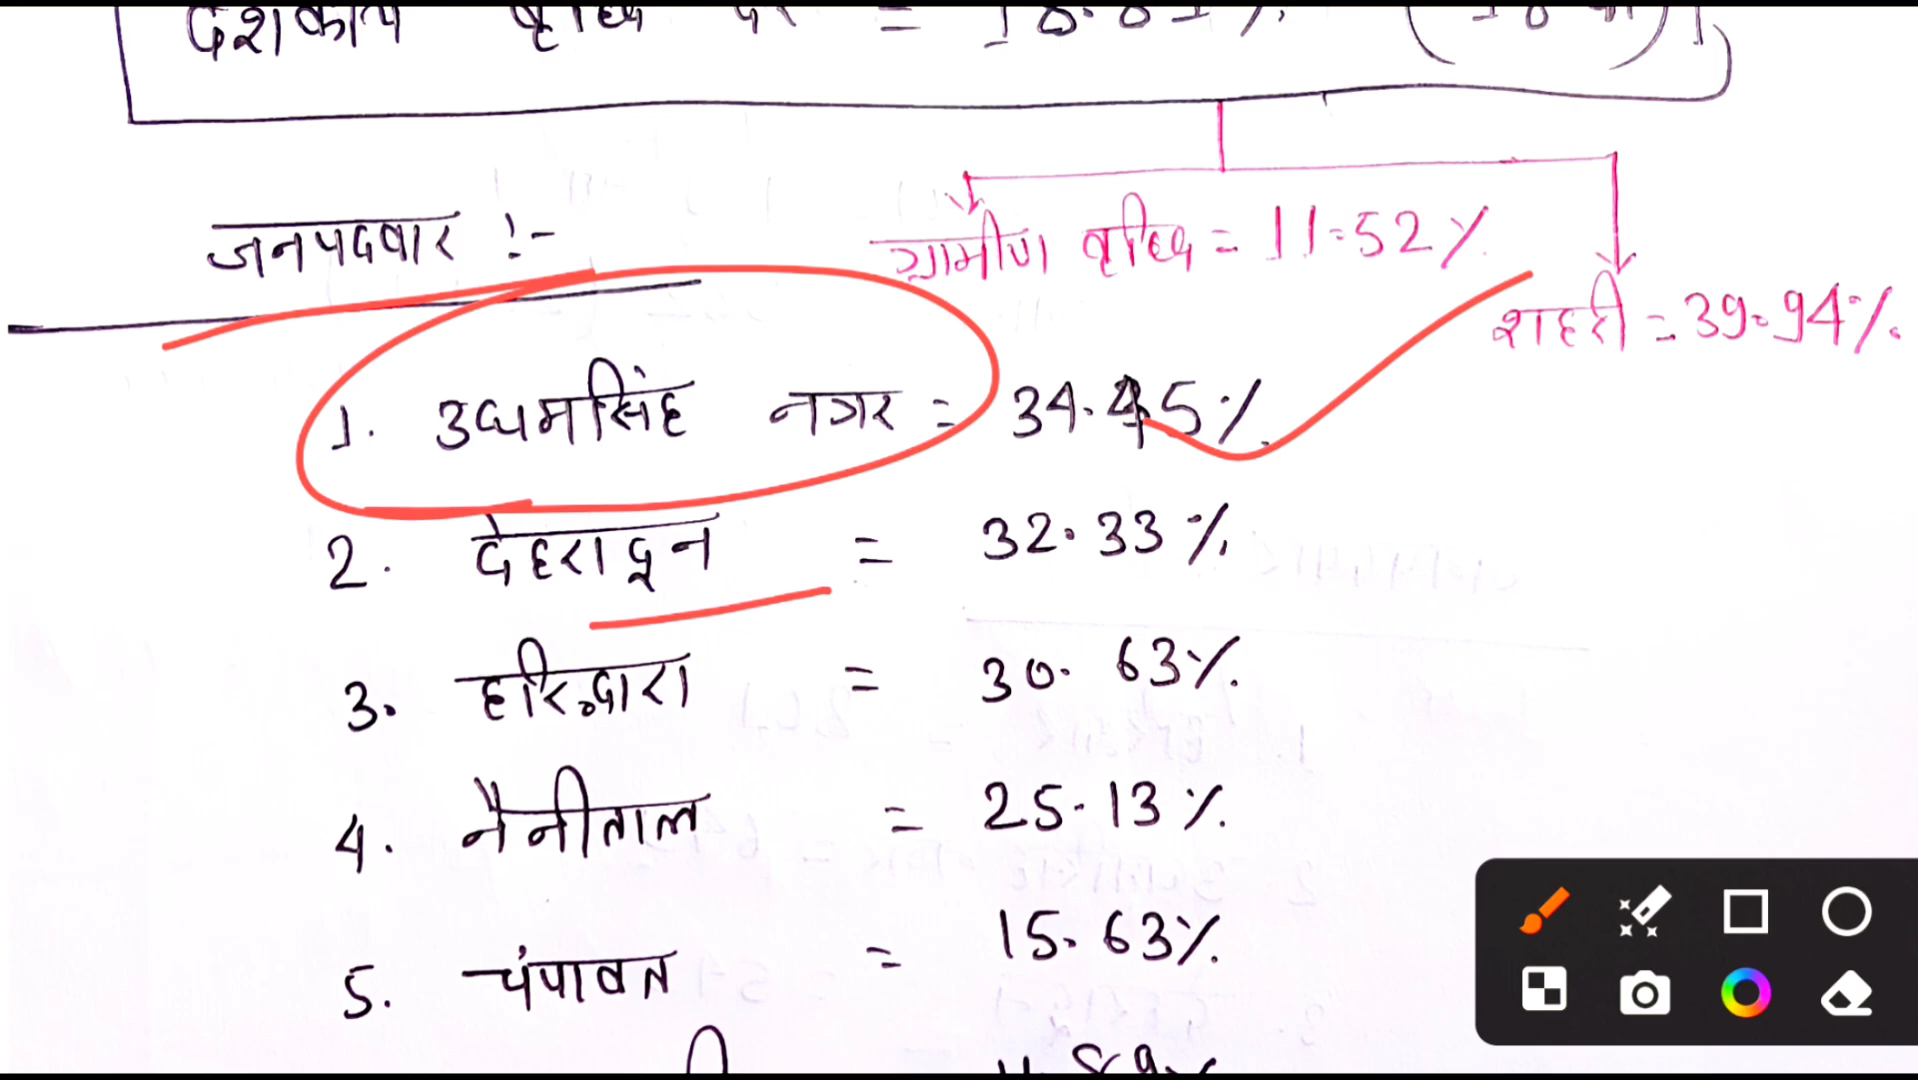 दशकीय वृद्धि दर = 18.81%
जनपदवार :-
ग्रामीण वृद्धि = 11.52%
शहरी = 39.94%
1. उधमसिंह नगर = 34.45%
2. देहरादून = 32.33%
3. हरिद्वारा = 30.63%
4. नैनीताल = 25.13%
5. चंपावत = 15.63%